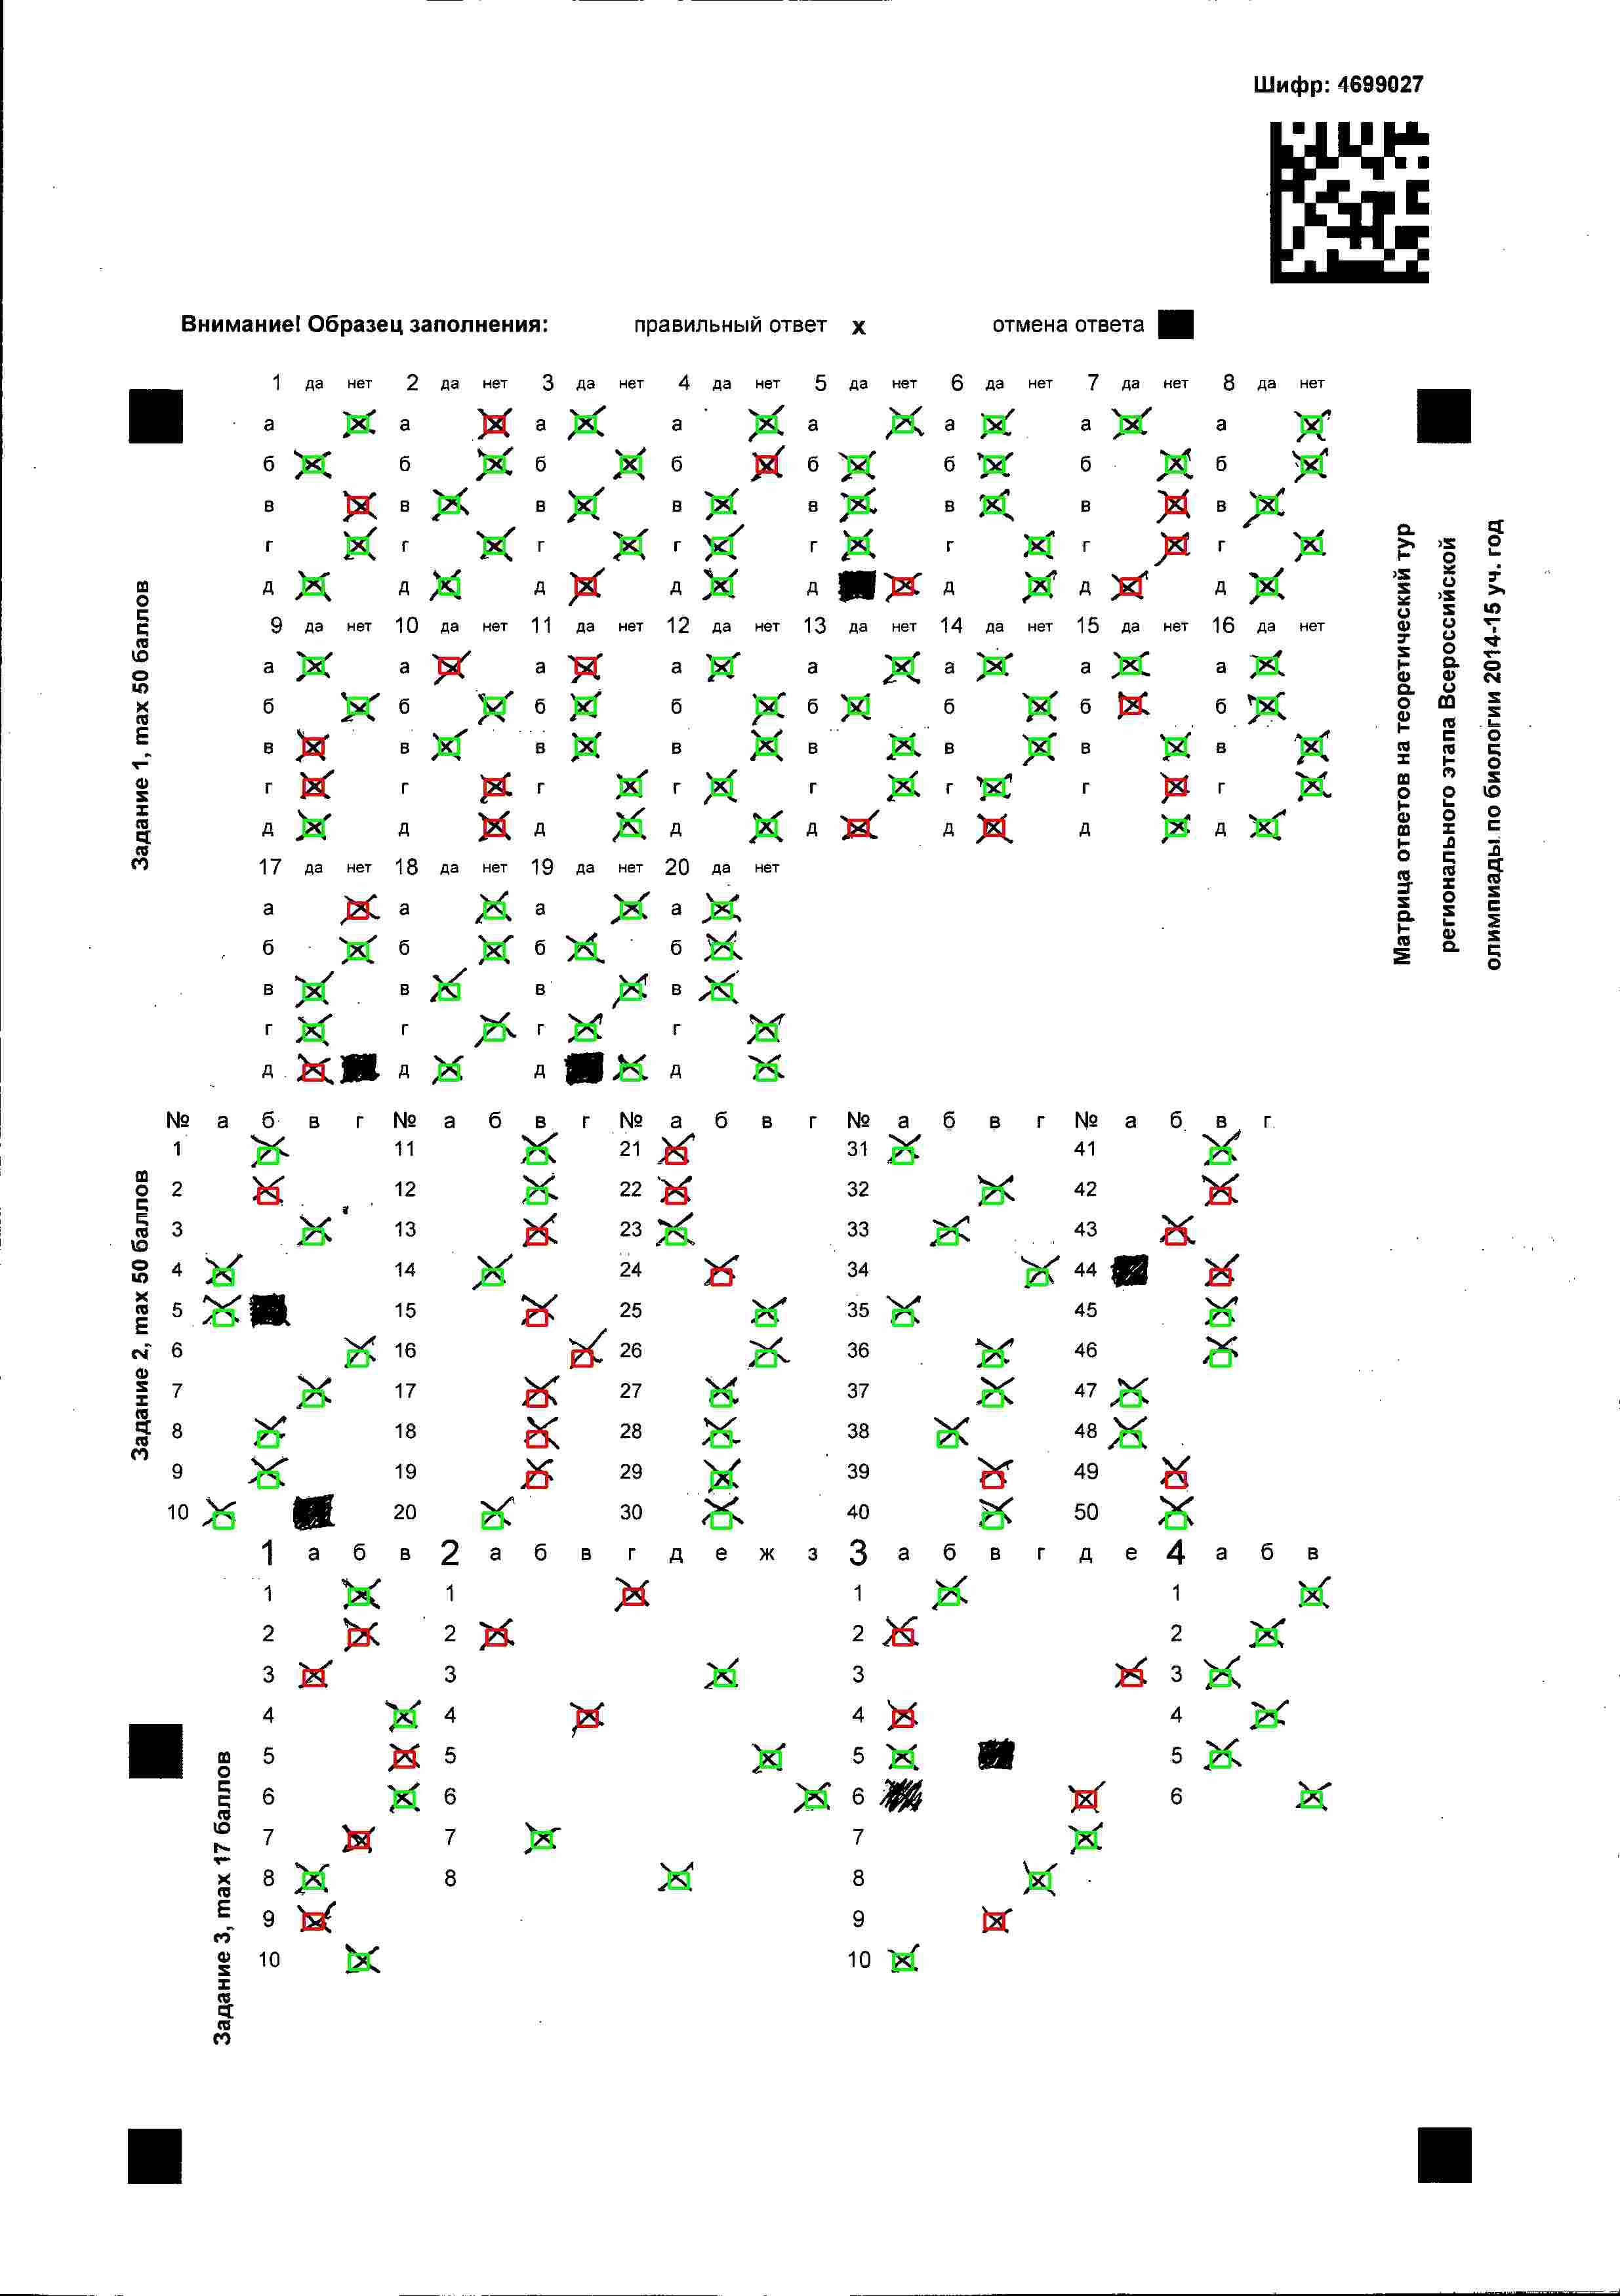 Шифр: 4699027
Внимание! Образец заполнения: правильный ответ х отмена ответа
1 да нет 2 да нет 3 да нет 4 да нет 5 да нет 6 да нет 7 да нет 8 да нет
а а а а а а а а
б б б б б б б б
в в в в в в в в
г г г г г г г г
д д д д д д д д
9 да нет 10 да нет 11 да нет 12 да нет 13 да нет 14 да нет 15 да нет 16 да нет
а а а а а а а а
б б б б б б б б
в в в в в в в в
г г г г г г г г
д д д д д д д д
17 да нет 18 да нет 19 да нет 20 да нет
а а а а
б б б б
в в в в
г г г г
д д д д
Задание 1, max 50 баллов
Матрица ответов на теоретический тур
регионального этапа Всероссийской
олимпиады по биологии 2014-15 уч. год
№ а б в г № а б в г № а б в г № а б в г № а б в г
1 11 21 31 41
2 12 22 32 42
3 13 23 33 43
4 14 24 34 44
5 15 25 35 45
6 16 26 36 46
7 17 27 37 47
8 18 28 38 48
9 19 29 39 49
10 20 30 40 50
Задание 2, max 50 баллов
1 а б в 2 а б в г д е ж з 3 а б в г д е 4 а б в
1 1 1 1
2 2 2 2
3 3 3 3
4 4 4 4
5 5 5 5
6 6 6 6
7 7 7
8 8 8
9 9
10 10
Задание 3, max 17 баллов